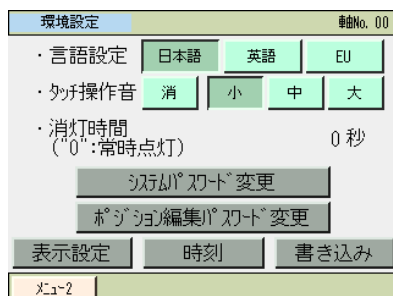 環境設定 軸No. 00
・言語設定 日本語 英語 EU
・ﾀｯﾁ操作音 消 小 中 大
・消灯時間
("0":常時点灯) 0 秒
ｼｽﾃﾑﾊﾟｽﾜｰﾄﾞ変更
ﾎﾟｼﾞｼｮﾝ編集ﾊﾟｽﾜｰﾄﾞ変更
表示設定 時刻 書き込み
ﾒﾆｭｰ2